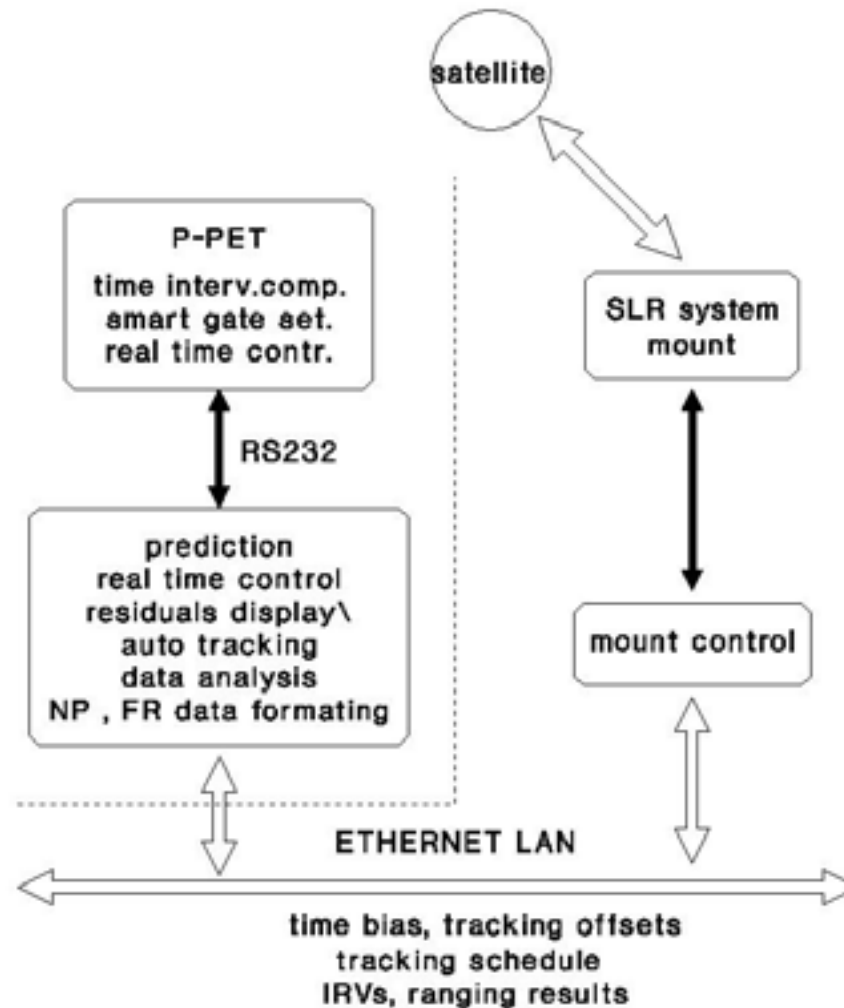 satellite
P-PET
time interv.comp.
smart gate set.
real time contr.
SLR system
mount
RS232
prediction
real time control
residuals display\
auto tracking
data analysis
NP , FR data formating
mount control
ETHERNET LAN
time bias, tracking offsets
tracking schedule
IRVs, ranging results